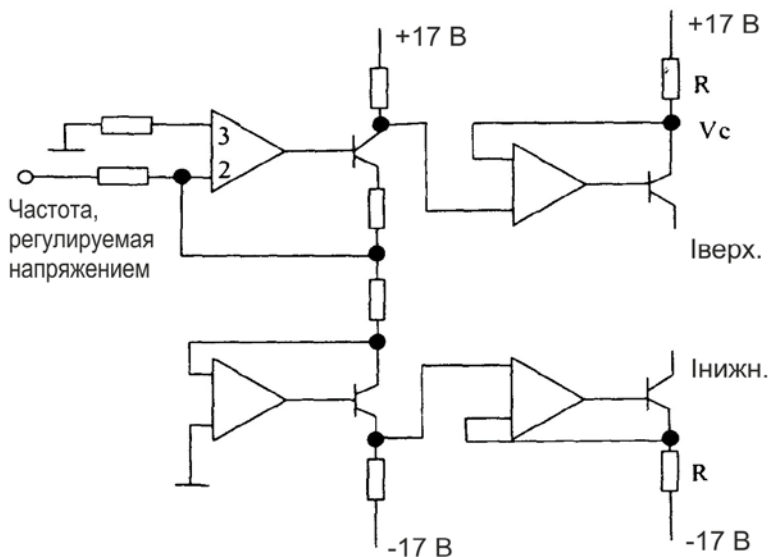 +17 В
+17 В
R
Vc
3
2
Частота,
регулируемая
напряжением
Iверх.
Iнижн.
R
-17 В
-17 В